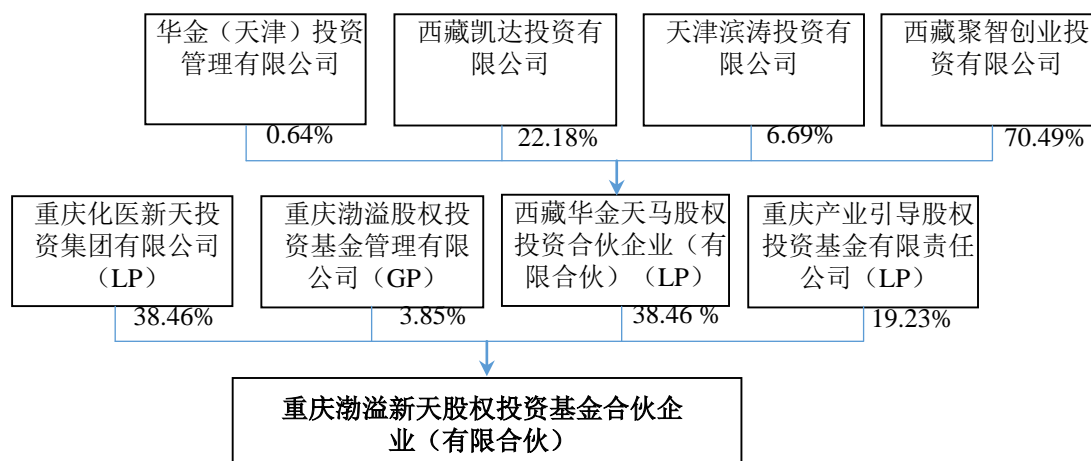 华金（天津）投资
管理有限公司
西藏凯达投资有
限公司
天津滨涛投资有
限公司
西藏聚智创业投
资有限公司
0.64%
22.18%
6.69%
70.49%
重庆化医新天投
资集团有限公司
（LP）
重庆渤溢股权投
资基金管理有限
公司（GP）
西藏华金天马股权
投资合伙企业（有
限合伙）（LP）
重庆产业引导股权
投资基金有限责任
公司（LP）
38.46%
3.85%
38.46 %
19.23%
重庆渤溢新天股权投资基金合伙企
业（有限合伙）